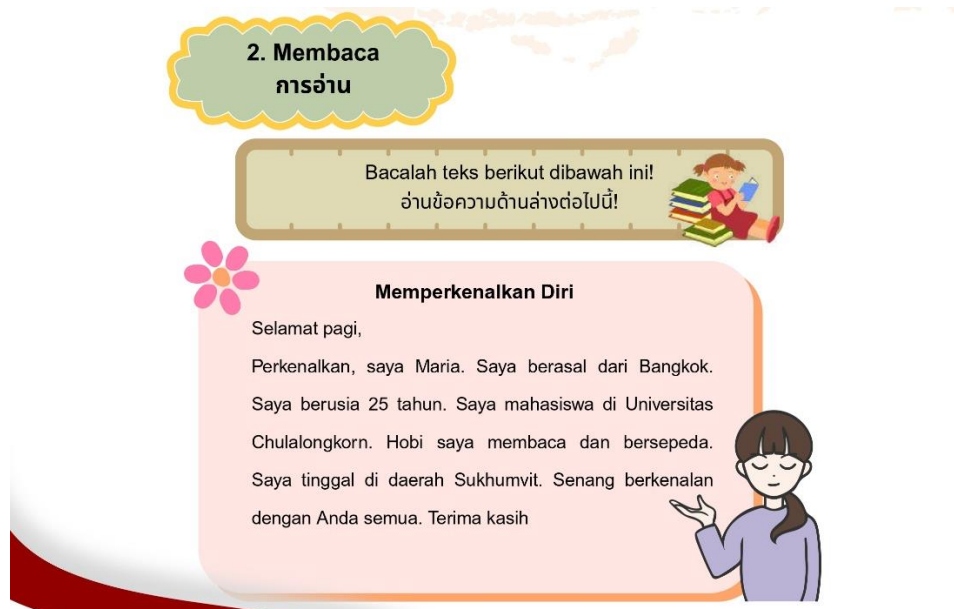 2. Membaca
การอ่าน
Bacalah teks berikut dibawah ini!
อ่านข้อความด้านล่างต่อไปนี้!
Memperkenalkan Diri
Selamat pagi,
Perkenalkan, saya Maria. Saya berasal dari Bangkok.
Saya berusia 25 tahun. Saya mahasiswa di Universitas
Chulalongkorn. Hobi saya membaca dan bersepeda.
Saya tinggal di daerah Sukhumvit. Senang berkenalan
dengan Anda semua. Terima kasih